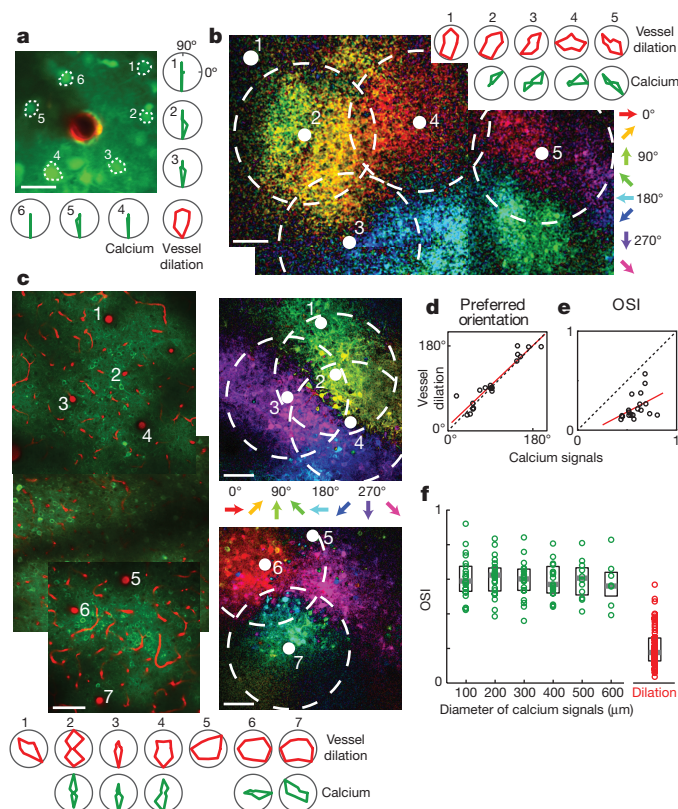 a
90°
0°
1
2
3
4
5
6
1
2
3
6
5
4
Calcium
Vessel
dilation
b
1
2
3
4
5
Vessel
dilation
Calcium
1
2
3
4
5
0°
90°
180°
270°
c
1
2
3
4
5
6
7
1
2
3
4
0° 90° 180° 270°
5
6
7
1 2 3 4 5 6 7
Vessel
dilation
Calcium
d
Preferred
orientation
180°
Vessel
dilation
0°
0° 180°
e
OSI
1
0
0 1
Calcium signals
f
1
OSI
0
100 200 300 400 500 600
Diameter of calcium signals (μm)
Dilation